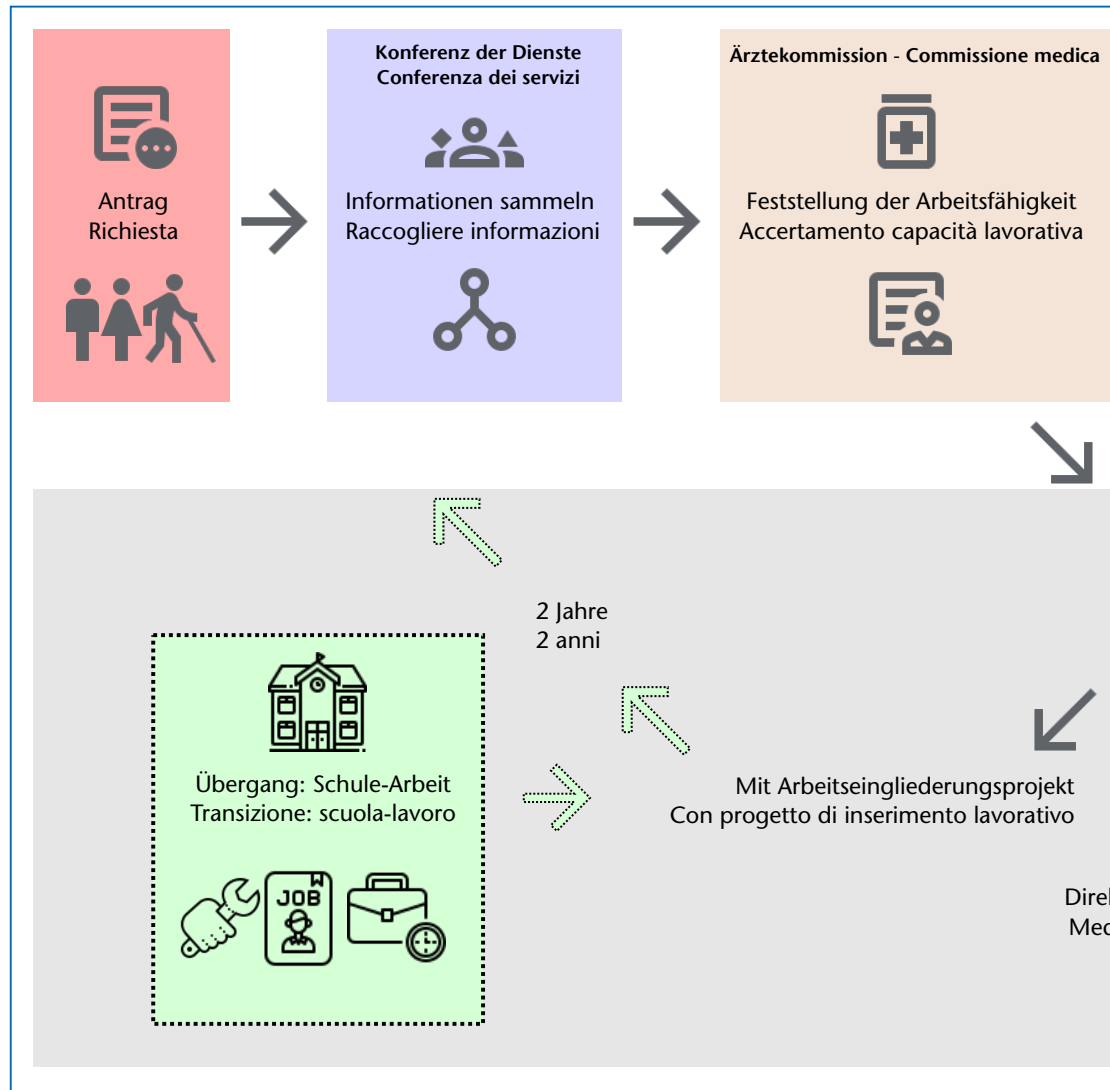 Antrag
Richiesta
Konferenz der Dienste
Conferenza dei servizi
Informationen sammeln
Raccogliere informazioni
Ärztekommission - Commissione medica
Feststellung der Arbeitsfähigkeit
Accertamento capacità lavorativa
2 Jahre
2 anni
Übergang: Schule-Arbeit
Transizione: scuola-lavoro
JOB
Mit Arbeitseingliederungsprojekt
Con progetto di inserimento lavorativo